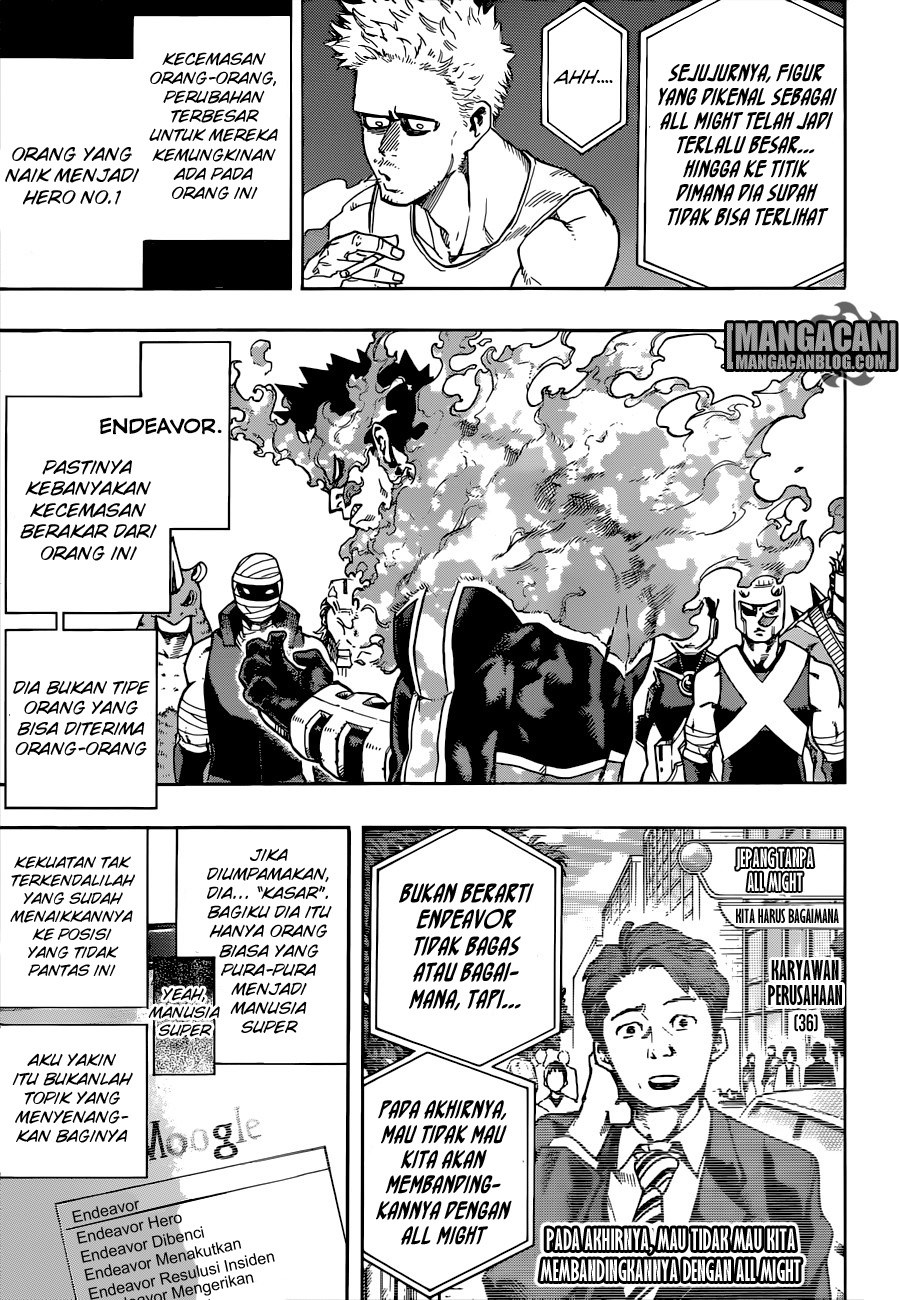 SEJUJURNYA, FIGUR
YANG DIKENAL SEBAGAI
ALL MIGHT TELAH JADI
TERLALU BESAR...
HINGGA KE TITIK
DIMANA DIA SUDAH
TIDAK BISA TERLIHAT
AHH....
KECEMASAN
ORANG-ORANG,
PERUBAHAN
TERBESAR
UNTUK MEREKA
KEMUNGKINAN
ADA PADA
ORANG INI
ORANG YANG
NAIK MENJADI
HERO NO.1
[MANGACAN]
MANGACANBLOG.COM
ENDEAVOR.
PASTINYA
KEBANYAKAN
KECEMASAN
BERAKAR DARI
ORANG INI
DIA BUKAN TIPE
ORANG YANG
BISA DITERIMA
ORANG-ORANG
JEPANG TANPA
ALL MIGHT
KITA HARUS BAGAIMANA
KARYAWAN
PERUSAHAAN
(36)
BUKAN BERARTI
ENDEAVOR
TIDAK BAGAS
ATAU BAGAI-
MANA, TAPI...
PADA AKHIRNYA,
MAU TIDAK MAU
KITA AKAN
MEMBANDING-
KANNYA DENGAN
ALL MIGHT
PADA AKHIRNYA, MAU TIDAK MAU KITA
MEMBANDINGKANNYA DENGAN ALL MIGHT
JIKA
DIUMPAMAKAN,
DIA... "KASAR".
BAGIKU DIA ITU
HANYA ORANG
BIASA YANG
PURA-PURA
MENJADI
MANUSIA
SUPER
YEAH,
MANUSIA
SUPER
KEKUATAN TAK
TERKENDALILAH
YANG SUDAH
MENAIKKANNYA
KE POSISI
YANG TIDAK
PANTAS INI
AKU YAKIN
ITU BUKANLAH
TOPIK YANG
MENYENANG-
KAN BAGINYA
Moogle
Endeavor
Endeavor Hero
Endeavor Dibenci
Endeavor Menakutkan
Endeavor Resulusi Insiden
Endeavor Mengerikan